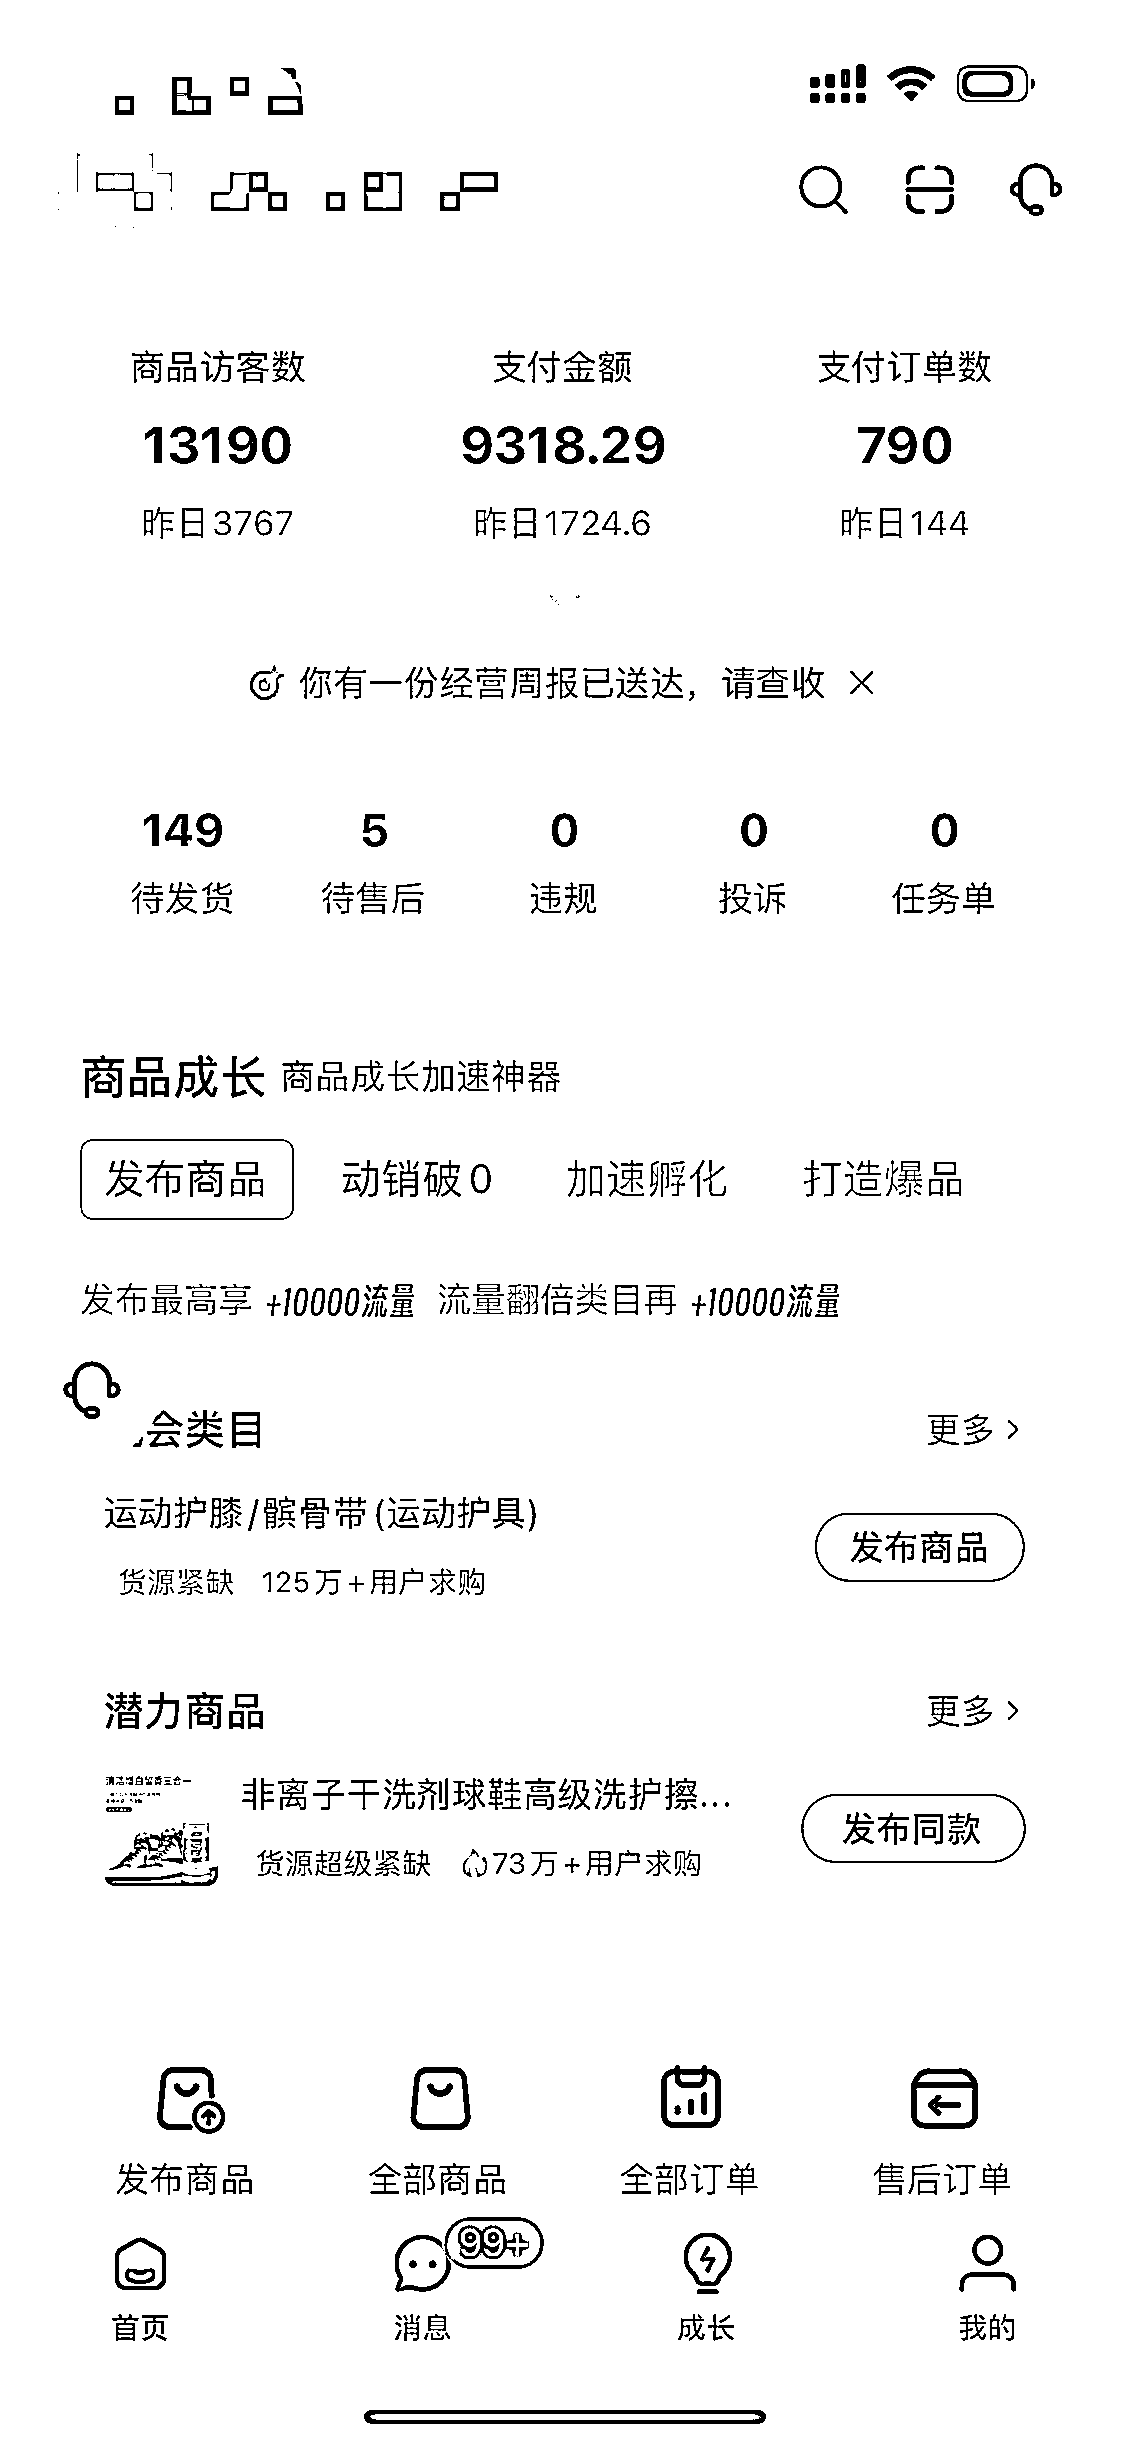 商品访客数 支付金额 支付订单数
13190 9318.29 790
昨日3767 昨日1724.6 昨日144
你有一份经营周报已送达，请查收
149 5 0 0 0
待发货 待售后 违规 投诉 任务单
商品成长 商品成长加速神器
发布商品 动销破0 加速孵化 打造爆品
发布最高享 +10000流量 流量翻倍类目再 +10000流量
会类目 更多
运动护膝/髌骨带(运动护具)
发布商品
货源紧缺 125万+用户求购
潜力商品 更多
非离子干洗剂球鞋高级洗护擦...
发布同款
货源超级紧缺 73万+用户求购
发布商品 全部商品 全部订单 售后订单
99+
首页 消息 成长 我的